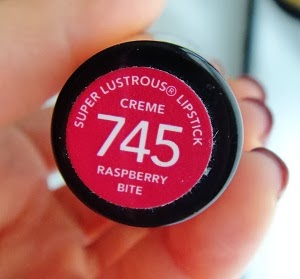 SUPER LUSTROUS® LIPSTICK
CREME
745
RASPBERRY
BITE